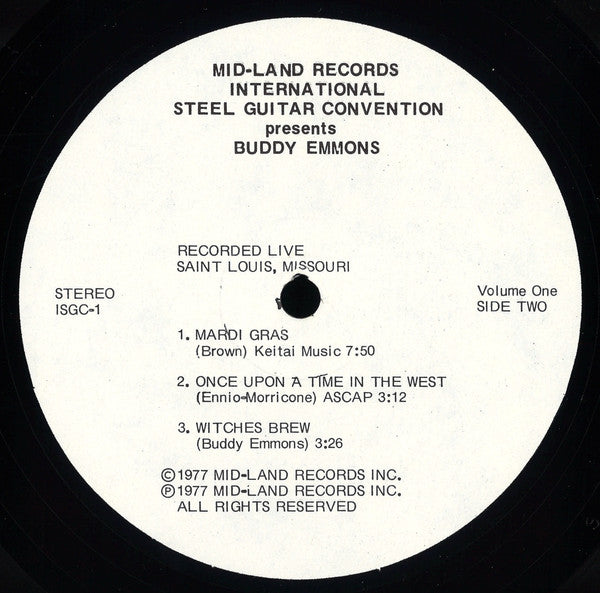 MID-LAND RECORDS
INTERNATIONAL
STEEL GUITAR CONVENTION
presents
BUDDY EMMONS
RECORDED LIVE
SAINT LOUIS, MISSOURI
STEREO
ISGC-1
Volume One
SIDE TWO
1. MARDI GRAS
(Brown) Keitai Music 7:50
2. ONCE UPON A TIME IN THE WEST
(Ennio-Morricone) ASCAP 3:12
3. WITCHES BREW
(Buddy Emmons) 3:26
©1977 MID-LAND RECORDS INC.
℗1977 MID-LAND RECORDS INC.
ALL RIGHTS RESERVED